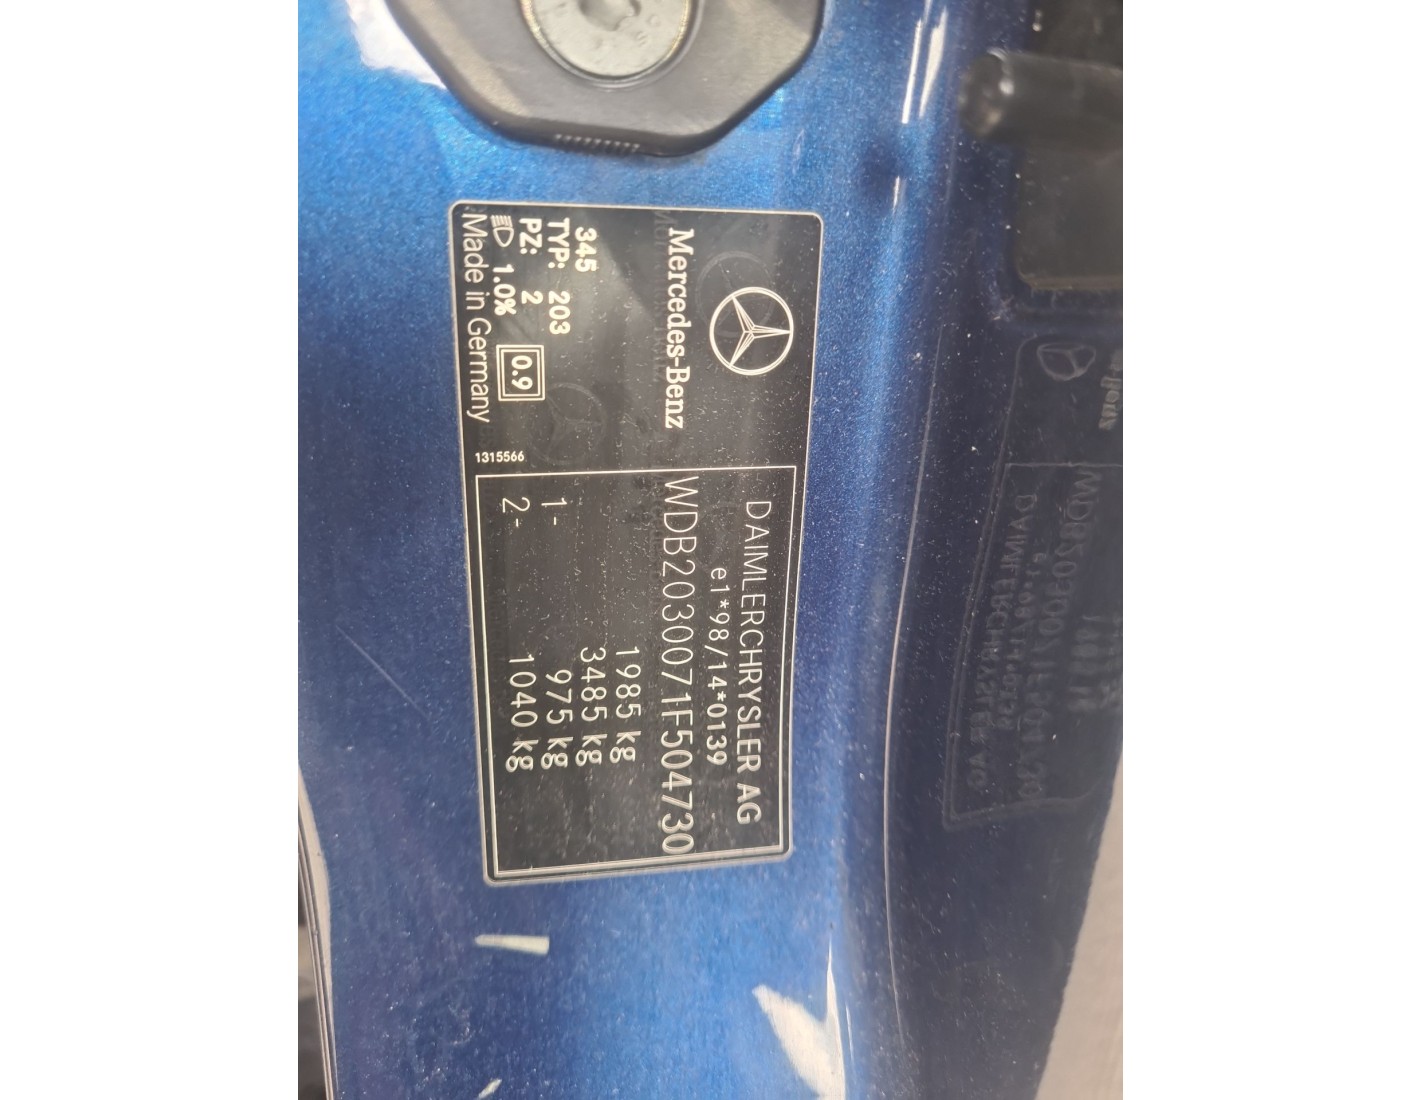 Mercedes-Benz
345
TYP: 203
PZ: 2
1.0%
0.9
Made in Germany
1315566
DAIMLERCHRYSLER AG
e1*98/14*0139
WDB2030071F504730
1985 kg
3485 kg
1- 975 kg
2- 1040 kg